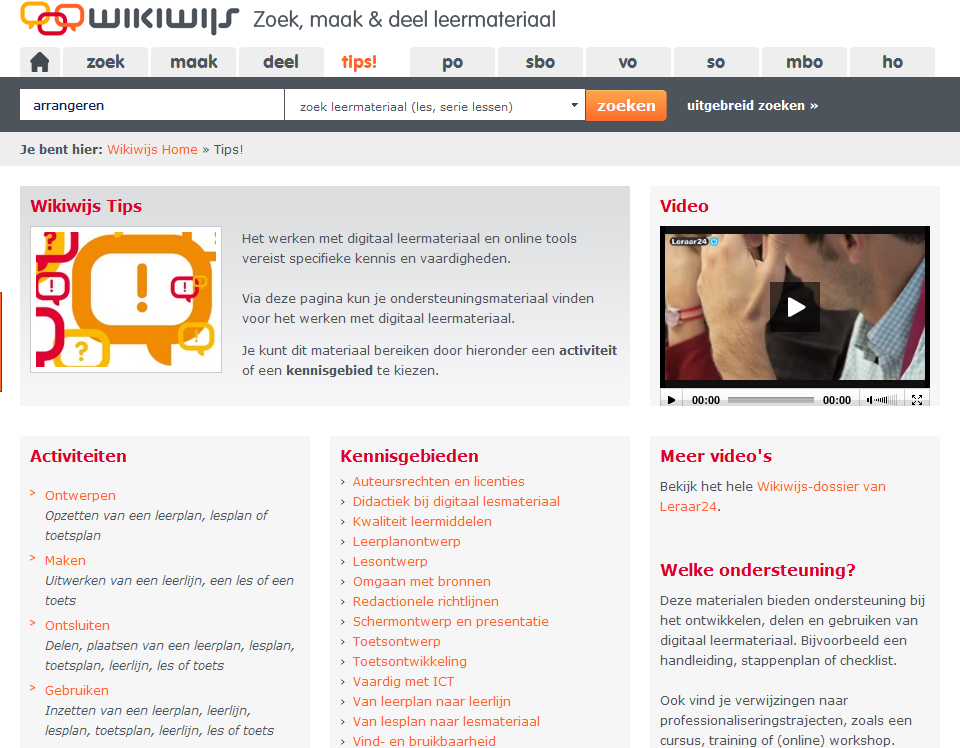 WIKIWIJS Zoek, maak & deel leermateriaal
zoek maak deel tips! po sbo vo so mbo ho
arrangeren zoek leermateriaal (les, serie lessen) zoeken uitgebreid zoeken »
Je bent hier: Wikiwijs Home » Tips!
Wikiwijs Tips
Het werken met digitaal leermateriaal en online tools
vereist specifieke kennis en vaardigheden.
Via deze pagina kun je ondersteuningsmateriaal vinden
voor het werken met digitaal leermateriaal.
Je kunt dit materiaal bereiken door hieronder een activiteit
of een kennisgebied te kiezen.
Video
Leraar24
00:00 00:00
Activiteiten
> Ontwerpen
Opzetten van een leerplan, lesplan of
toetsplan
> Maken
Uitwerken van een leerlijn, een les of een
toets
> Ontsluiten
Delen, plaatsen van een leerplan, lesplan,
toetsplan, leerlijn, les of toets
> Gebruiken
Inzetten van een leerplan, leerlijn,
lesplan, toetsplan, leerlijn, les of toets
Kennisgebieden
› Auteursrechten en licenties
› Didactiek bij digitaal lesmateriaal
› Kwaliteit leermiddelen
› Leerplanontwerp
› Lesontwerp
› Omgaan met bronnen
› Redactionele richtlijnen
› Schermontwerp en presentatie
› Toetsontwerp
› Toetsontwikkeling
› Vaardig met ICT
› Van leerplan naar leerlijn
› Van lesplan naar lesmateriaal
› Vind- en bruikbaarheid
Meer video's
Bekijk het hele Wikiwijs-dossier van
Leraar24.
Welke ondersteuning?
Deze materialen bieden ondersteuning bij
het ontwikkelen, delen en gebruiken van
digitaal leermateriaal. Bijvoorbeeld een
handleiding, stappenplan of checklist.
Ook vind je verwijzingen naar
professionaliseringstrajecten, zoals een
cursus, training of (online) workshop.